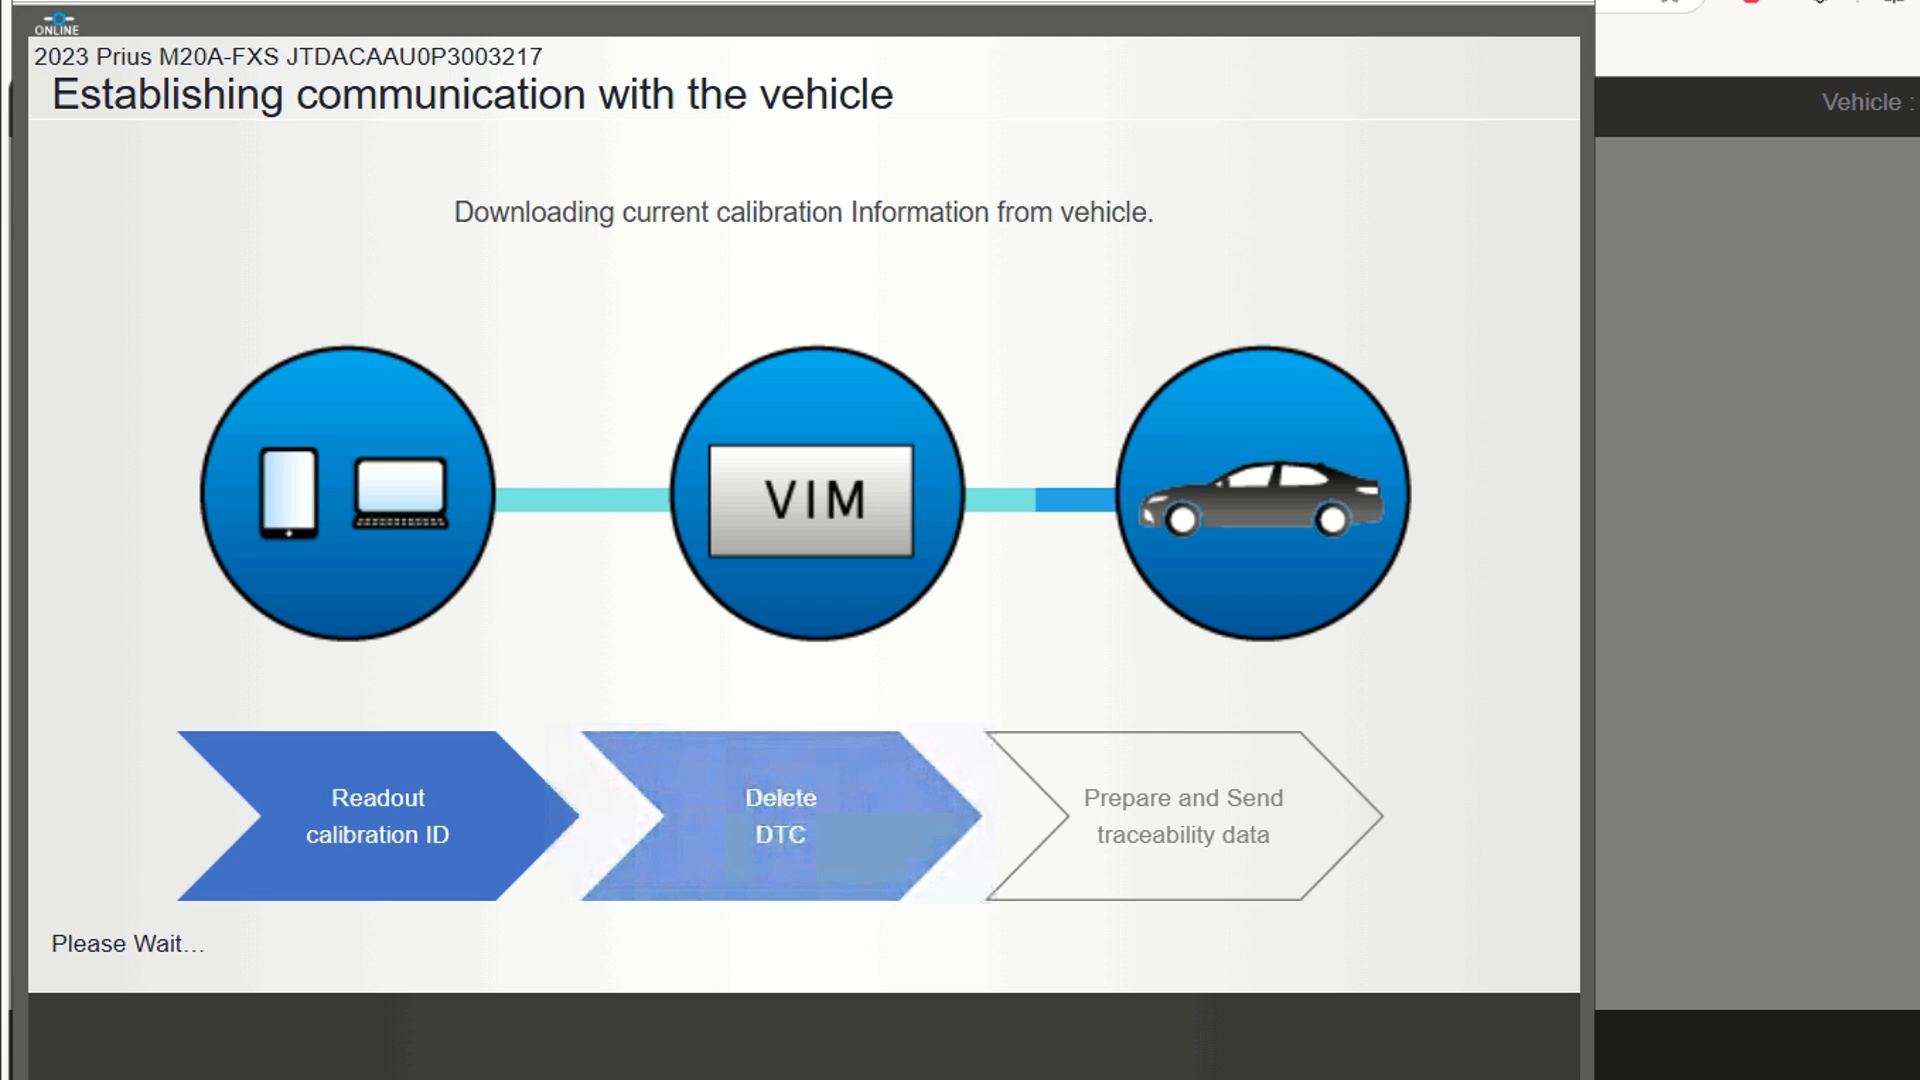 ONLINE
2023 Prius M20A-FXS JTDACAAU0P3003217
Establishing communication with the vehicle
Vehicle :
Downloading current calibration Information from vehicle.
VIM
Readout
calibration ID
Delete
DTC
Prepare and Send
traceability data
Please Wait...